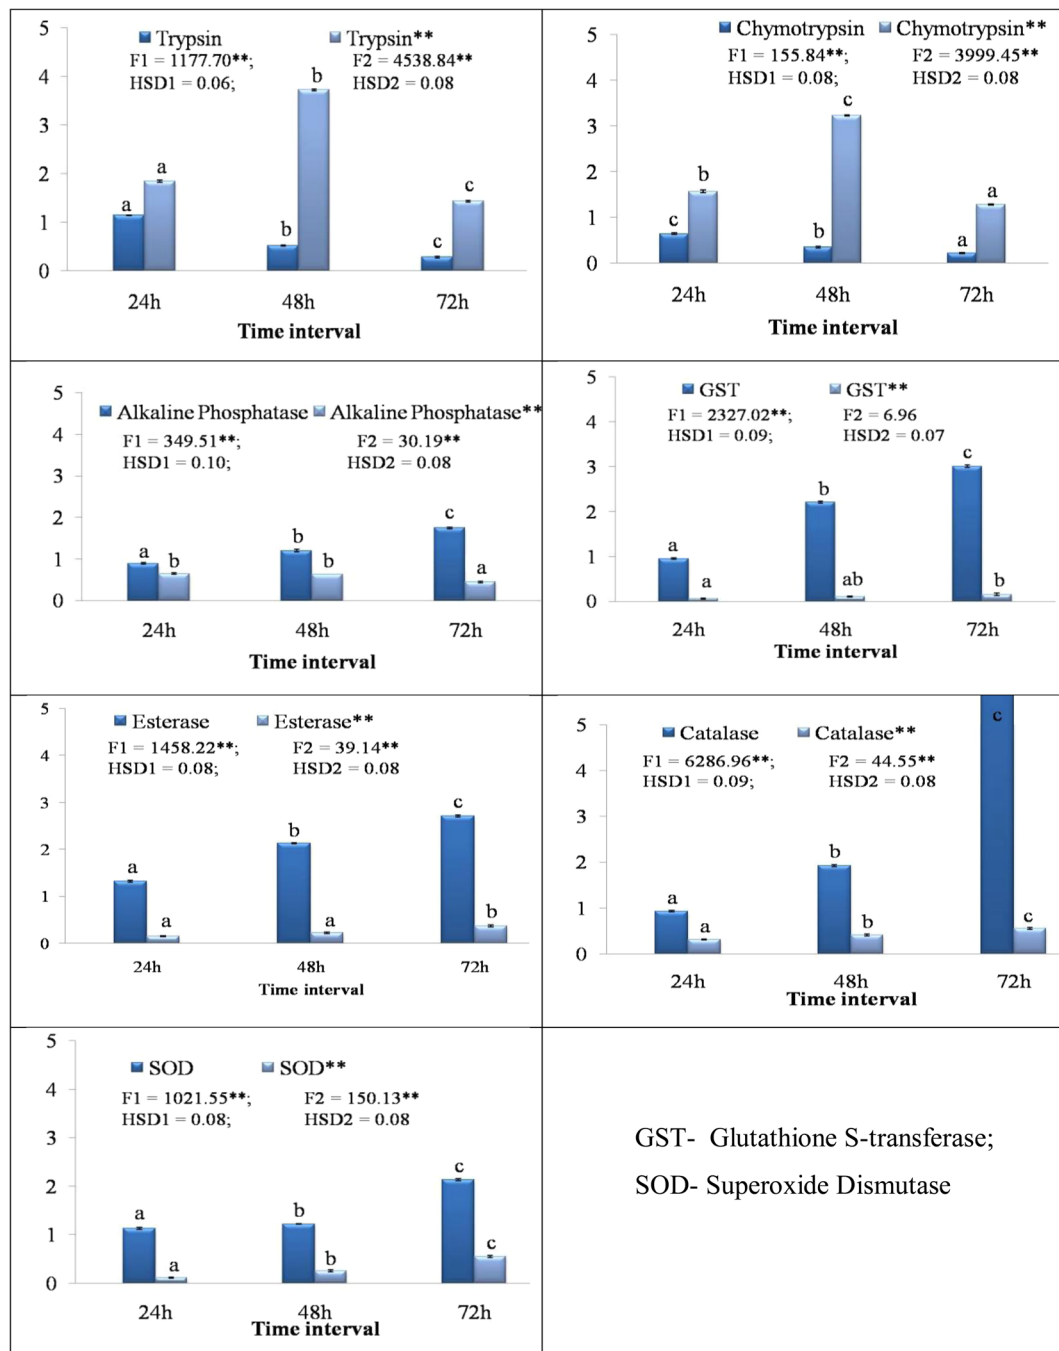 5
4
3
2
1
0
Trypsin Trypsin**
F1 = 1177.70**; F2 = 4538.84**
HSD1 = 0.06; HSD2 = 0.08
a a b b c c
24h 48h 72h
Time interval
5
4
3
2
1
0
Chymotrypsin Chymotrypsin**
F1 = 155.84**; F2 = 3999.45**
HSD1 = 0.08; HSD2 = 0.08
c b b c a a
24h 48h 72h
Time interval
5
4
3
2
1
0
Alkaline Phosphatase Alkaline Phosphatase**
F1 = 349.51**; F2 = 30.19**
HSD1 = 0.10; HSD2 = 0.08
a b b b c a
24h 48h 72h
Time interval
5
4
3
2
1
0
GST GST**
F1 = 2327.02**; F2 = 6.96
HSD1 = 0.09; HSD2 = 0.07
a a b ab c b
24h 48h 72h
Time interval
5
4
3
2
1
0
Esterase Esterase**
F1 = 1458.22**; F2 = 39.14**
HSD1 = 0.08; HSD2 = 0.08
a a b a c b
24h 48h 72h
Time interval
5
4
3
2
1
0
Catalase Catalase**
F1 = 6286.96**; F2 = 44.55**
HSD1 = 0.09; HSD2 = 0.08
a a b b c c
24h 48h 72h
Time interval
5
4
3
2
1
0
SOD SOD**
F1 = 1021.55**; F2 = 150.13**
HSD1 = 0.08; HSD2 = 0.08
a a b b c c
24h 48h 72h
Time interval
GST- Glutathione S-transferase;
SOD- Superoxide Dismutase